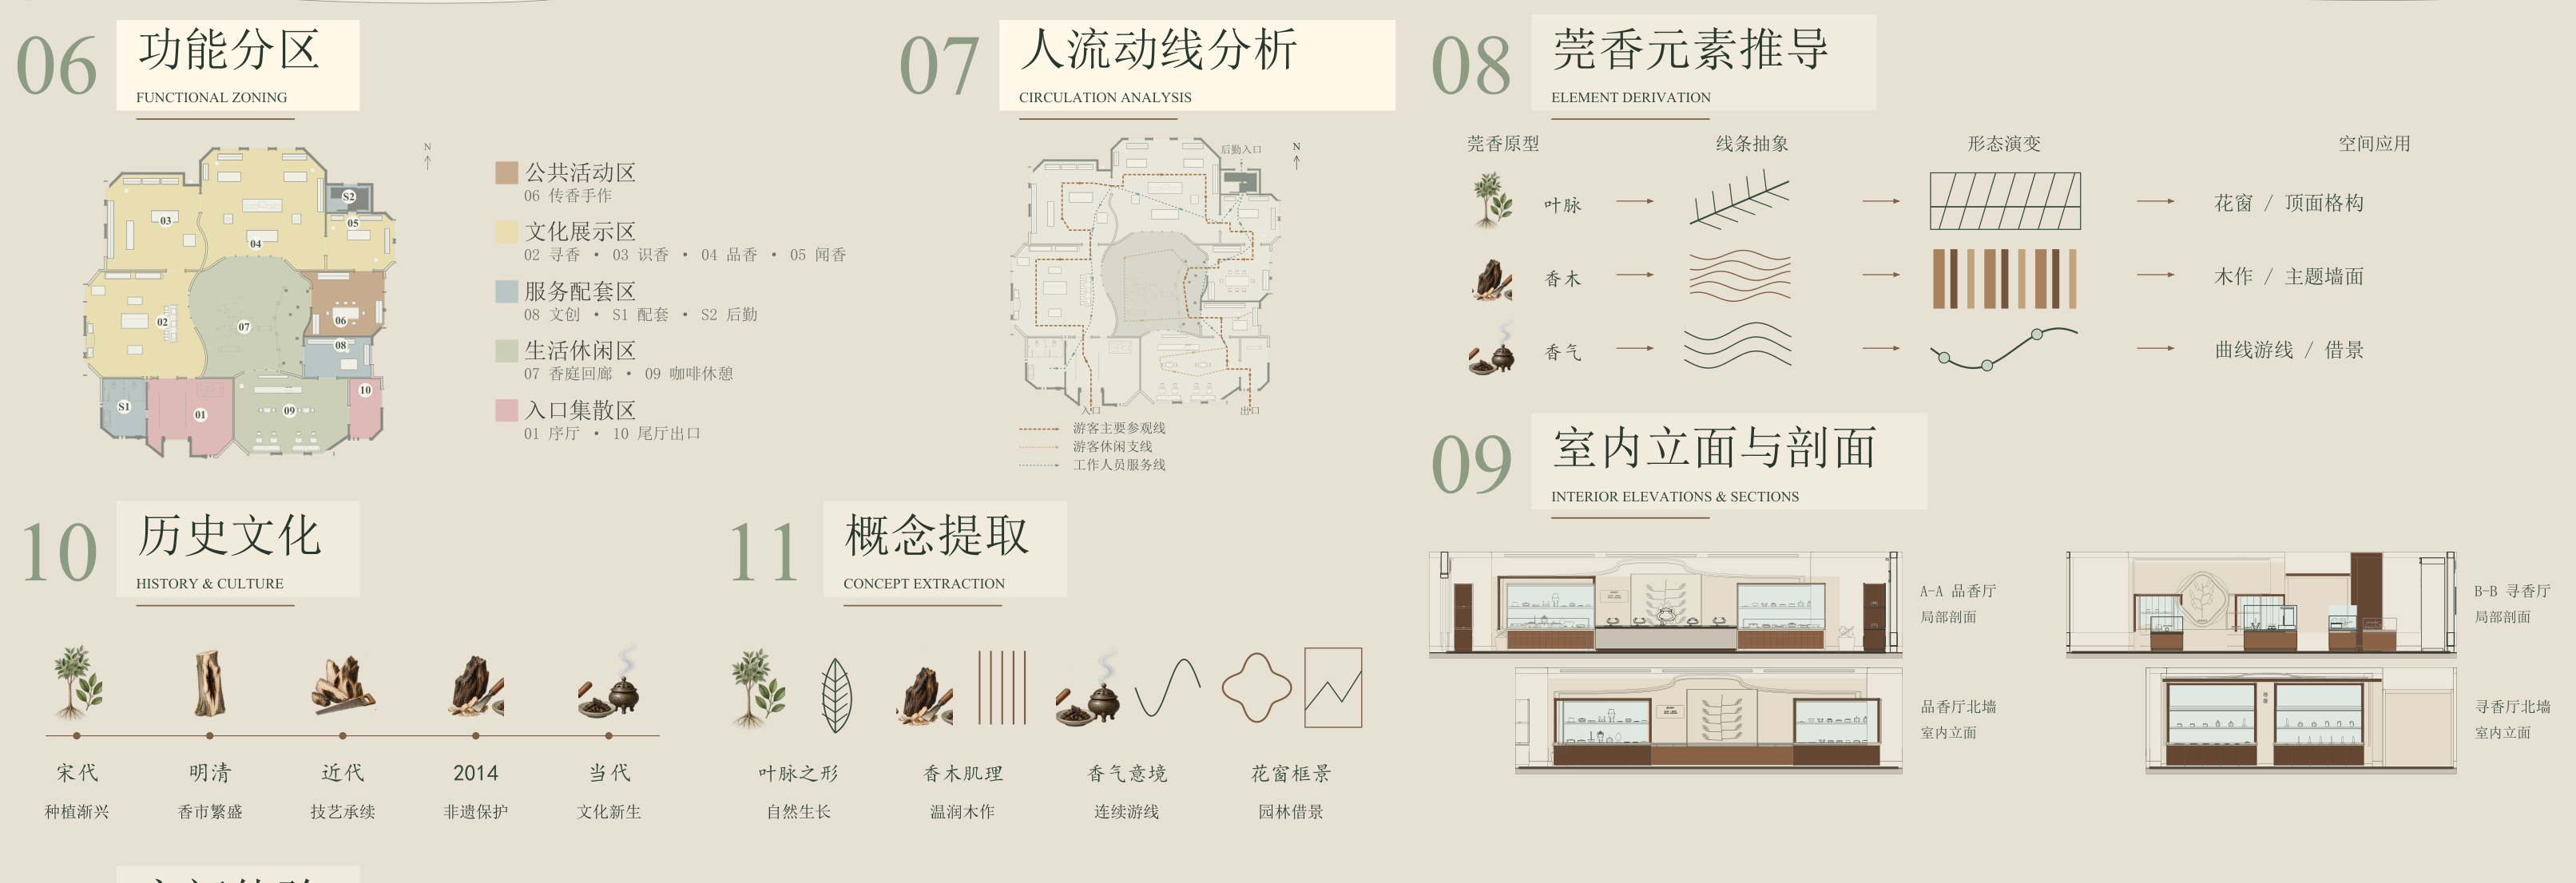 06
功能分区
FUNCTIONAL ZONING
N
03
04
S2
05
02
07
06
08
S1
01
09
10
公共活动区
06 传香手作
文化展示区
02 寻香 • 03 识香 • 04 品香 • 05 闻香
服务配套区
08 文创 • S1 配套 • S2 后勤
生活休闲区
07 香庭回廊 • 09 咖啡休憩
入口集散区
01 序厅 • 10 尾厅出口
07
人流动线分析
CIRCULATION ANALYSIS
后勤入口
N
入口
出口
游客主要参观线
游客休闲支线
工作人员服务线
08
莞香元素推导
ELEMENT DERIVATION
莞香原型 线条抽象 形态演变 空间应用
叶脉 花窗 / 顶面格构
香木 木作 / 主题墙面
香气 曲线游线 / 借景
09
室内立面与剖面
INTERIOR ELEVATIONS & SECTIONS
A-A 品香厅
局部剖面
B-B 寻香厅
局部剖面
品香厅北墙
室内立面
寻香厅北墙
室内立面
10
历史文化
HISTORY & CULTURE
宋代 明清 近代 2014 当代
种植渐兴 香市繁盛 技艺承续 非遗保护 文化新生
11
概念提取
CONCEPT EXTRACTION
叶脉之形 香木肌理 香气意境 花窗框景
自然生长 温润木作 连续游线 园林借景